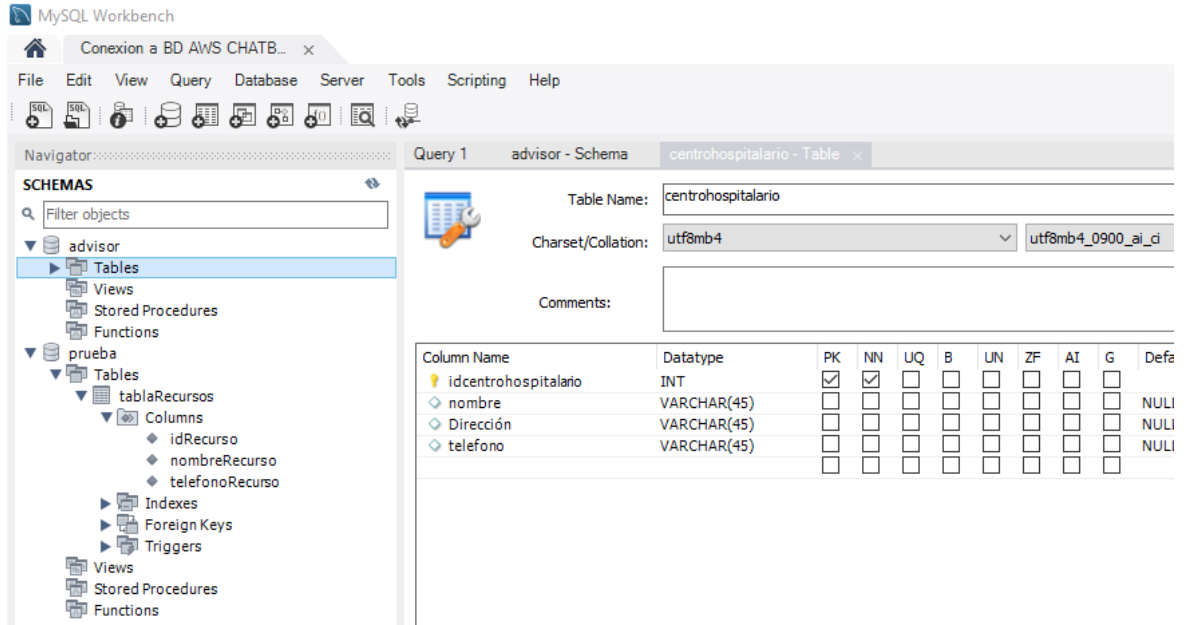 MySQL Workbench
Conexion a BD AWS CHATB...
File Edit View Query Database Server Tools Scripting Help
SQL SQL
Navigator
SCHEMAS
Filter objects
advisor
Tables
Views
Stored Procedures
Functions
prueba
Tables
tablaRecursos
Columns
idRecurso
nombreRecurso
telefonoRecurso
Indexes
Foreign Keys
Triggers
Views
Stored Procedures
Functions
Query 1 advisor - Schema centrohospitalario - Table
Table Name: centrohospitalario
Charset/Collation: utf8mb4 utf8mb4_0900_ai_ci
Comments:
Column Name Datatype PK NN UQ B UN ZF AI G Defa
idcentrohospitalario INT
nombre VARCHAR(45) NULL
Dirección VARCHAR(45) NULL
telefono VARCHAR(45) NULL